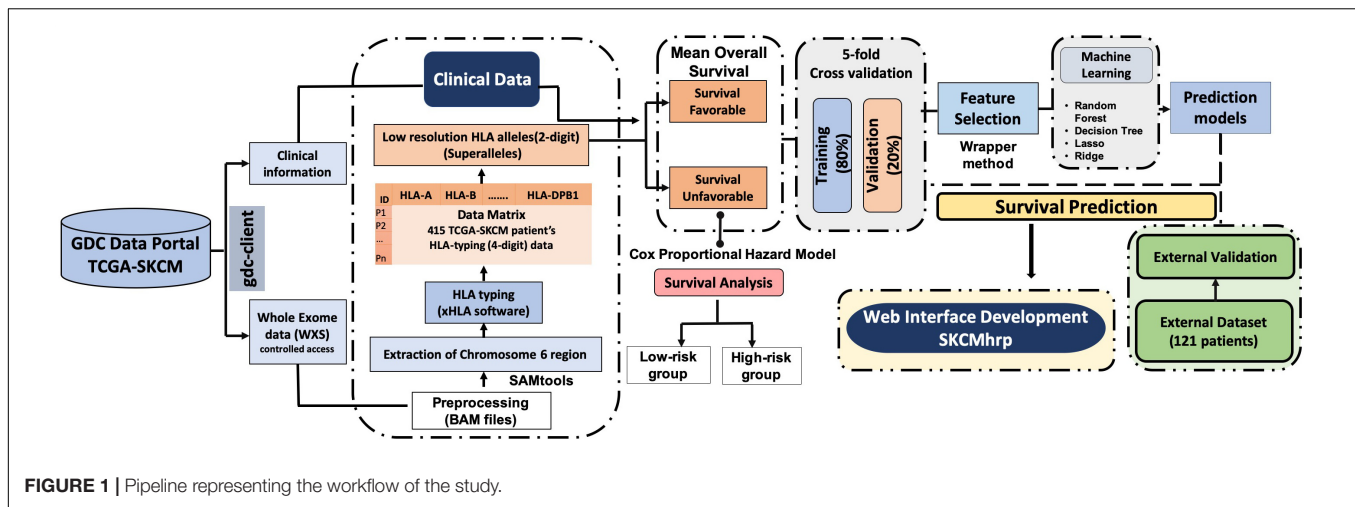 GDC Data Portal
TCGA-SKCM
gdc-client
Clinical
information
Whole Exome
data (WXS)
controlled access
Clinical Data
Low resolution HLA alleles(2-digit)
(Superalleles)
ID HLA-A HLA-B ....... HLA-DPB1
P1
P2
...
Pn
Data Matrix
415 TCGA-SKCM patient's
HLA-typing (4-digit) data
HLA typing
(xHLA software)
Extraction of Chromosome 6 region
SAMtools
Preprocessing
(BAM files)
Mean Overall
Survival
Survival
Favorable
Survival
Unfavorable
Cox Proportional Hazard Model
Survival Analysis
Low-risk
group
High-risk
group
5-fold
Cross validation
Training
(80%)
Validation
(20%)
Feature
Selection
Wrapper
method
Machine
Learning
• Random
Forest
• Decision Tree
• Lasso
• Ridge
Prediction
models
Survival Prediction
Web Interface Development
SKCMhrp
External Validation
External Dataset
(121 patients)
FIGURE 1 | Pipeline representing the workflow of the study.